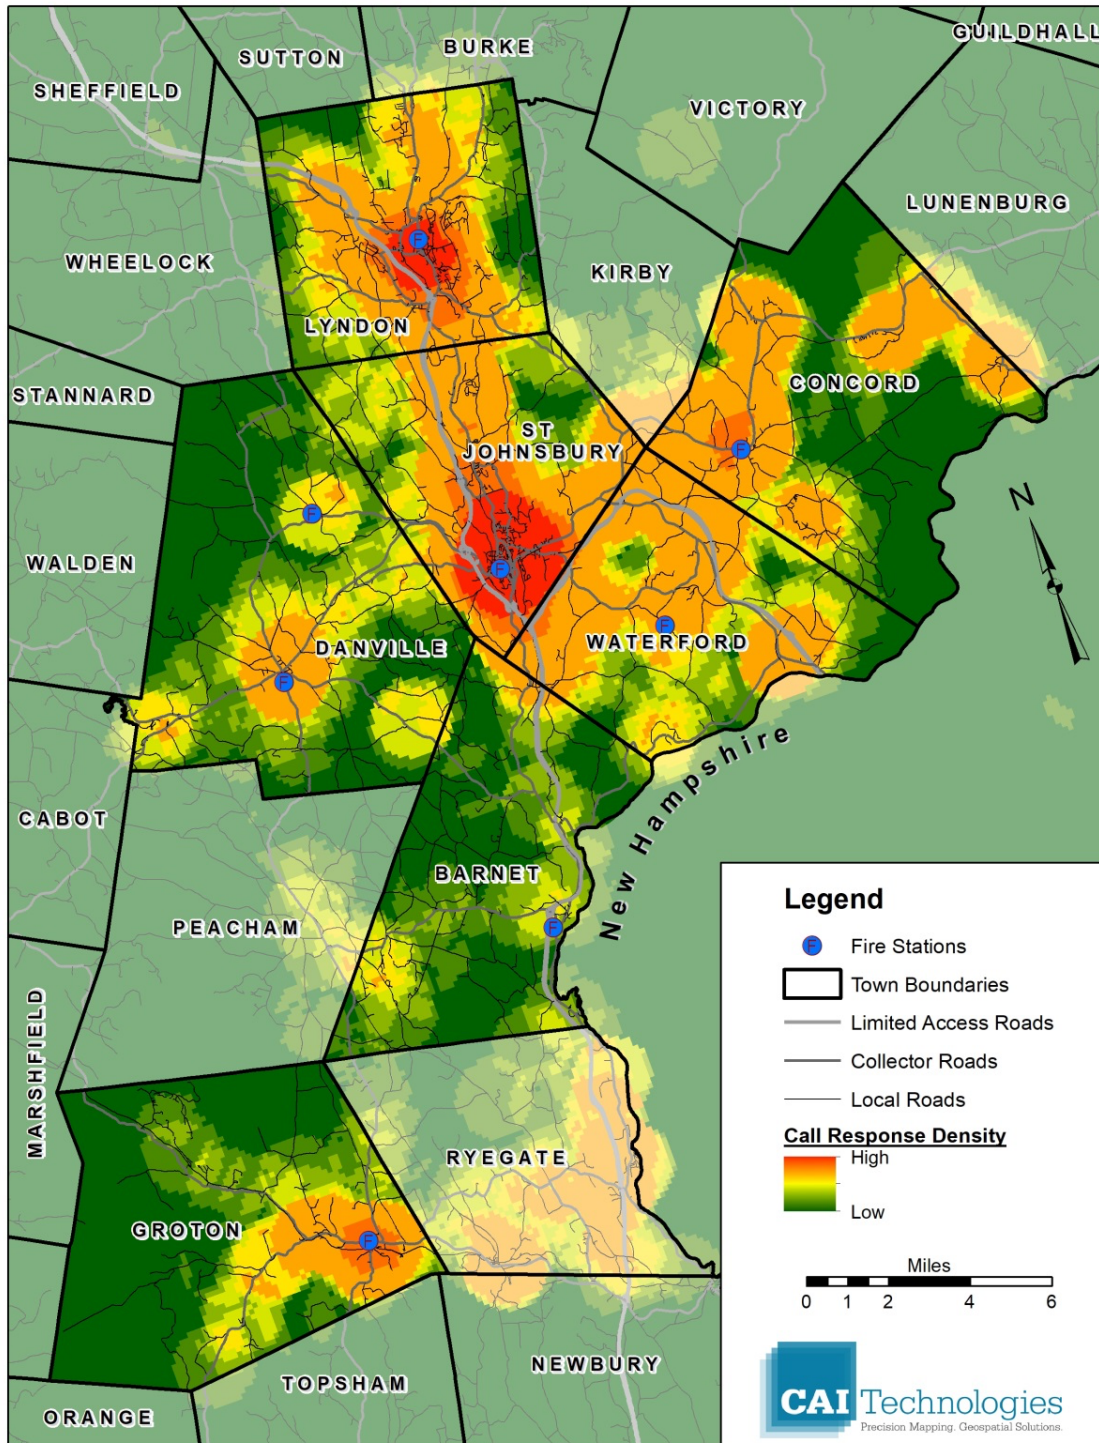 SUTTON
BURKE
GUILDHALL
SHEFFIELD
VICTORY
LUNENBURG
WHEELOCK
KIRBY
LYNDON
STANNARD
CONCORD
ST
JOHNSBURY
N
WALDEN
DANVILLE
WATERFORD
New Hampshire
CABOT
BARNET
PEACHAM
MARSHFIELD
RYEGATE
GROTON
NEWBURY
TOPSHAM
ORANGE
F
F
F
F
F
F
F
F
Legend
F Fire Stations
Town Boundaries
Limited Access Roads
Collector Roads
Local Roads
Call Response Density
High
Low
Miles
0 1 2 4 6
CAI Technologies
Precision Mapping. Geospatial Solutions.